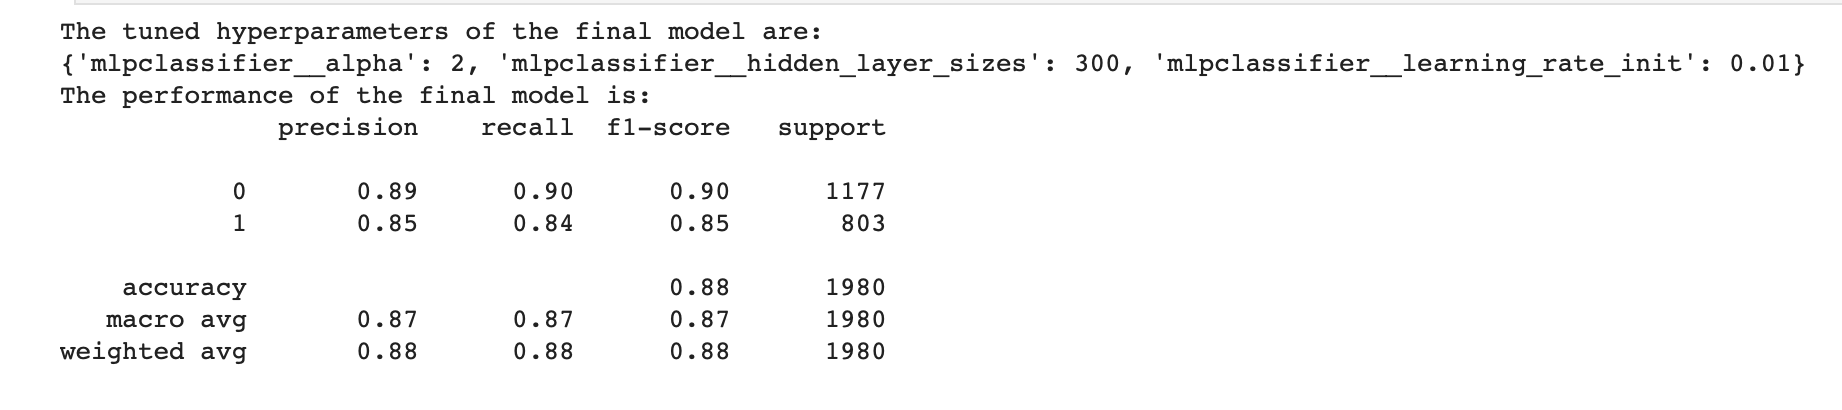 The tuned hyperparameters of the final model are:
{'mlpclassifier__alpha': 2, 'mlpclassifier__hidden_layer_sizes': 300, 'mlpclassifier__learning_rate_init': 0.01}
The performance of the final model is:
precision recall f1-score support
0 0.89 0.90 0.90 1177
1 0.85 0.84 0.85 803
accuracy 0.88 1980
macro avg 0.87 0.87 0.87 1980
weighted avg 0.88 0.88 0.88 1980